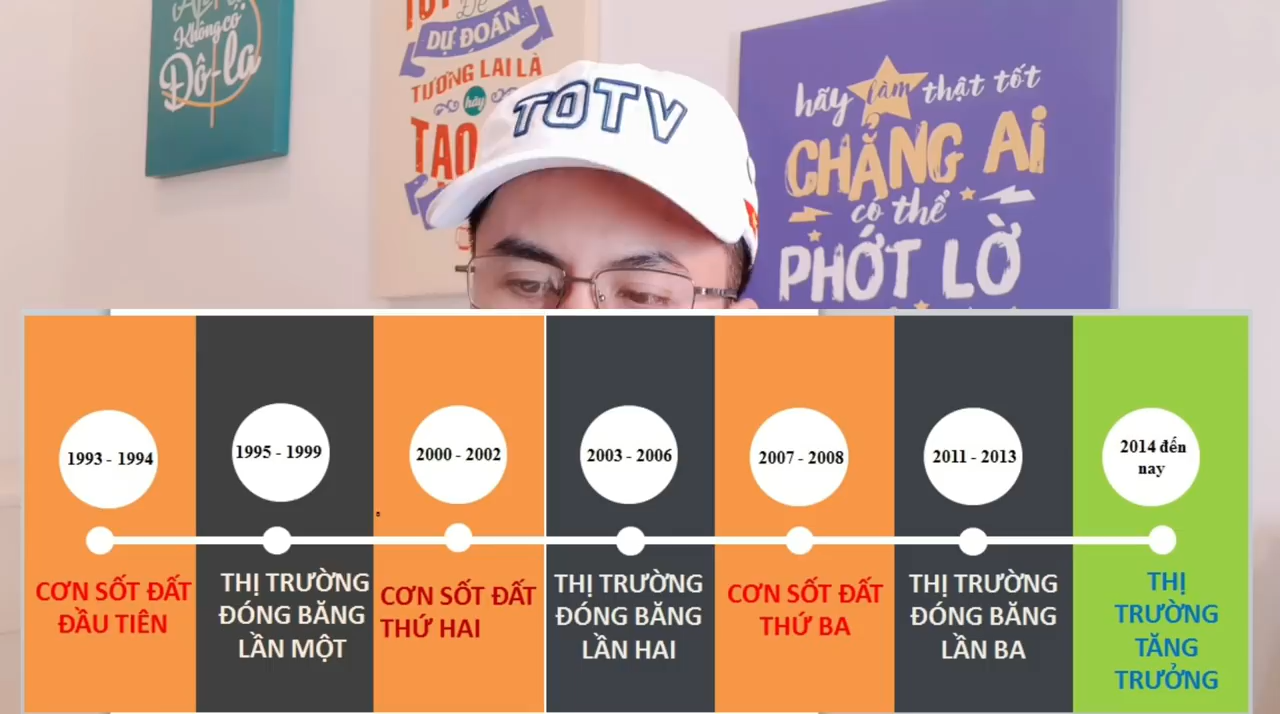 Không có
Đô-la
Để
DỰ ĐOÁN
TƯƠNG LAI LÀ
hãy
TẠO
TOTV
hãy làm thật tốt
CHẲNG AI
có thể
PHỚT LỜ
1993 - 1994
1995 - 1999
2000 - 2002
2003 - 2006
2007 - 2008
2011 - 2013
2014 đến
nay
CƠN SỐT ĐẤT
ĐẦU TIÊN
THỊ TRƯỜNG
ĐÓNG BĂNG
LẦN MỘT
CƠN SỐT ĐẤT
THỨ HAI
THỊ TRƯỜNG
ĐÓNG BĂNG
LẦN HAI
CƠN SỐT ĐẤT
THỨ BA
THỊ TRƯỜNG
ĐÓNG BĂNG
LẦN BA
THỊ
TRƯỜNG
TĂNG
TRƯỞNG